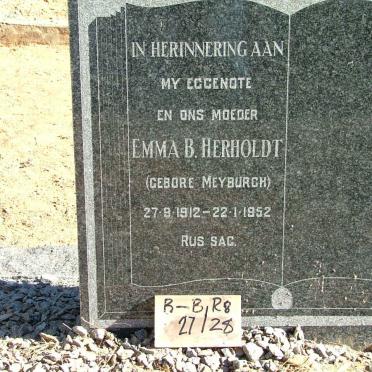 IN HERINNERING AAN
MY EGGENOTE
EN ONS MOEDER
EMMA B. HERHOLDT
(GEBORE MEYBURGH)
27·9·1912–22·1·1952
RUS SAG.
B–B, R8
27/28